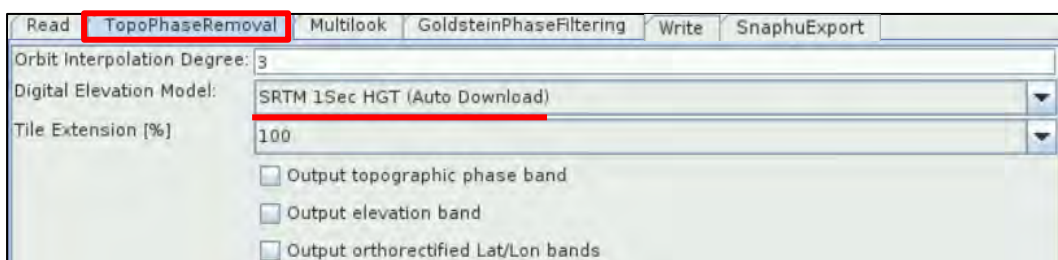 Read TopoPhaseRemoval Multilook GoldsteinPhaseFiltering Write SnaphuExport
Orbit Interpolation Degree: 3
Digital Elevation Model: SRTM 1Sec HGT (Auto Download)
Tile Extension [%] 100
Output topographic phase band
Output elevation band
Output orthorectified Lat/Lon bands